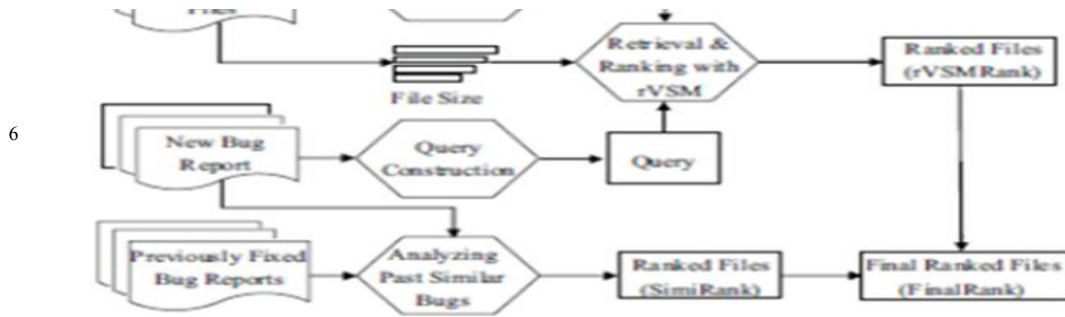 Retrieval &
Ranking with
rVSM
Ranked Files
(rVSMRank)
File Size
6
New Bug
Report
Query
Construction
Query
Previously Fixed
Bug Reports
Analyzing
Past Similar
Bugs
Ranked Files
(SimiRank)
Final Ranked Files
(FinalRank)